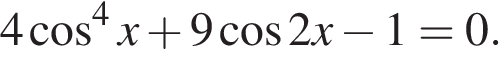 4 cos⁴ x + 9 cos 2x − 1 = 0.